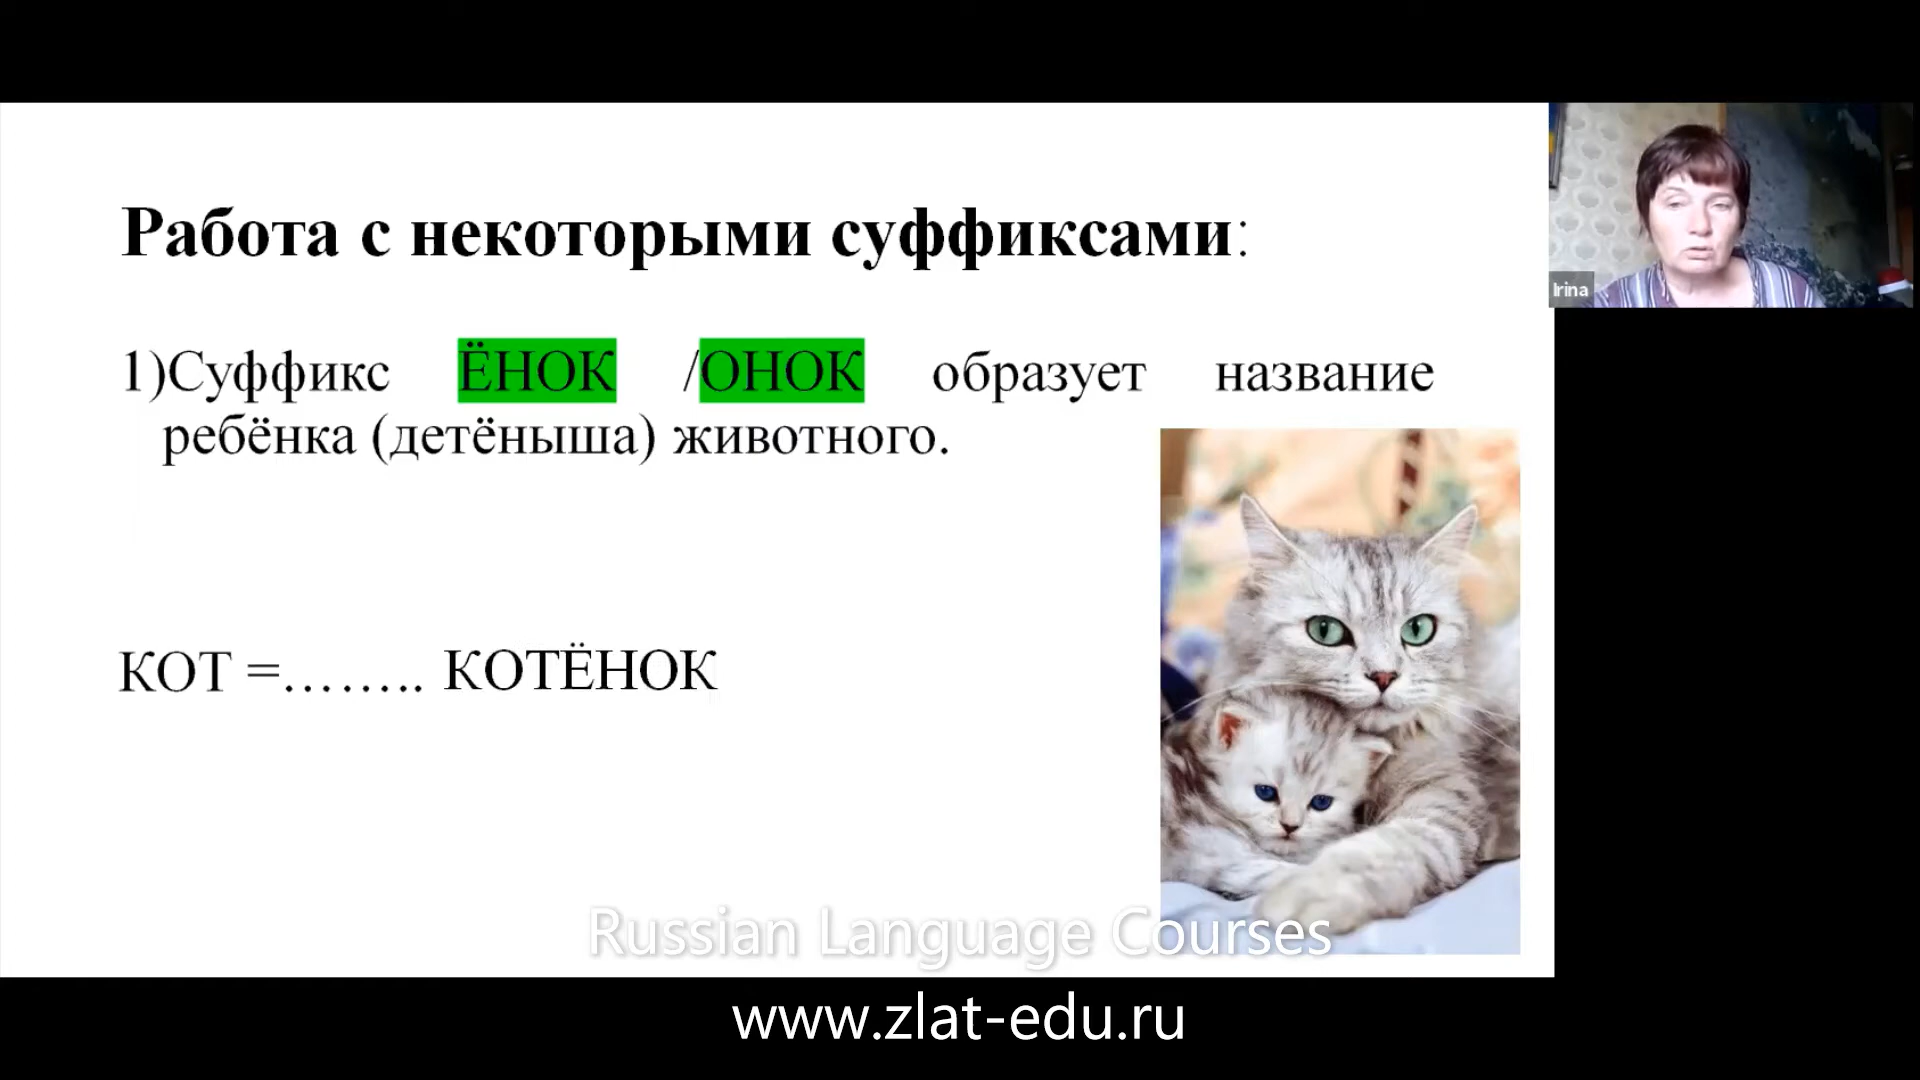 Работа с некоторыми суффиксами:
1)Суффикс ЁНОК /ОНОК образует название
ребёнка (детёныша) животного.
КОТ =…….. КОТЁНОК
Irina
Russian Language Courses
www.zlat-edu.ru